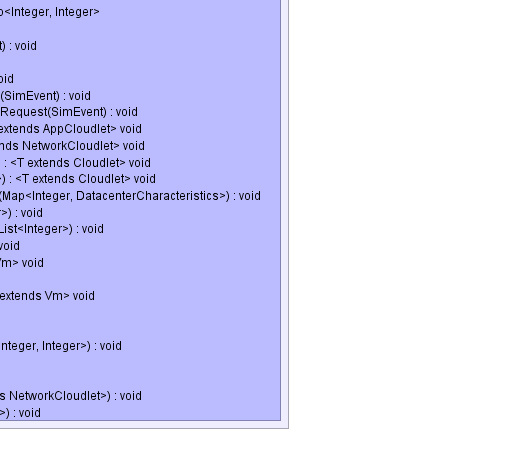 <Integer, Integer>
t) : void
oid
(SimEvent) : void
Request(SimEvent) : void
extends AppCloudlet> void
nds NetworkCloudlet> void
) : <T extends Cloudlet> void
>) : <T extends Cloudlet> void
(Map<Integer, DatacenterCharacteristics>) : void
r>) : void
List<Integer>) : void
void
Vm> void
extends Vm> void
nteger, Integer>) : void
s NetworkCloudlet>) : void
>) : void